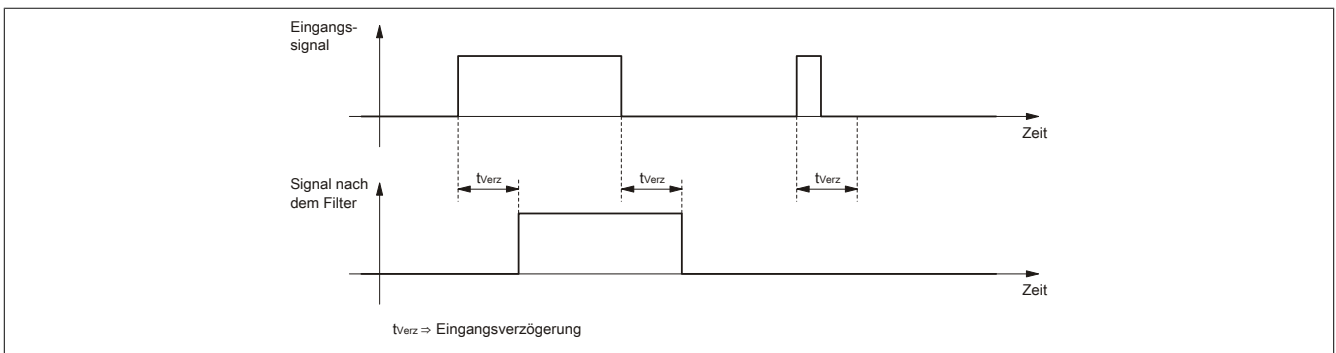 Eingangs-
signal
Zeit
tVerz
tVerz
tVerz
Signal nach
dem Filter
Zeit
tVerz ⇒ Eingangsverzögerung